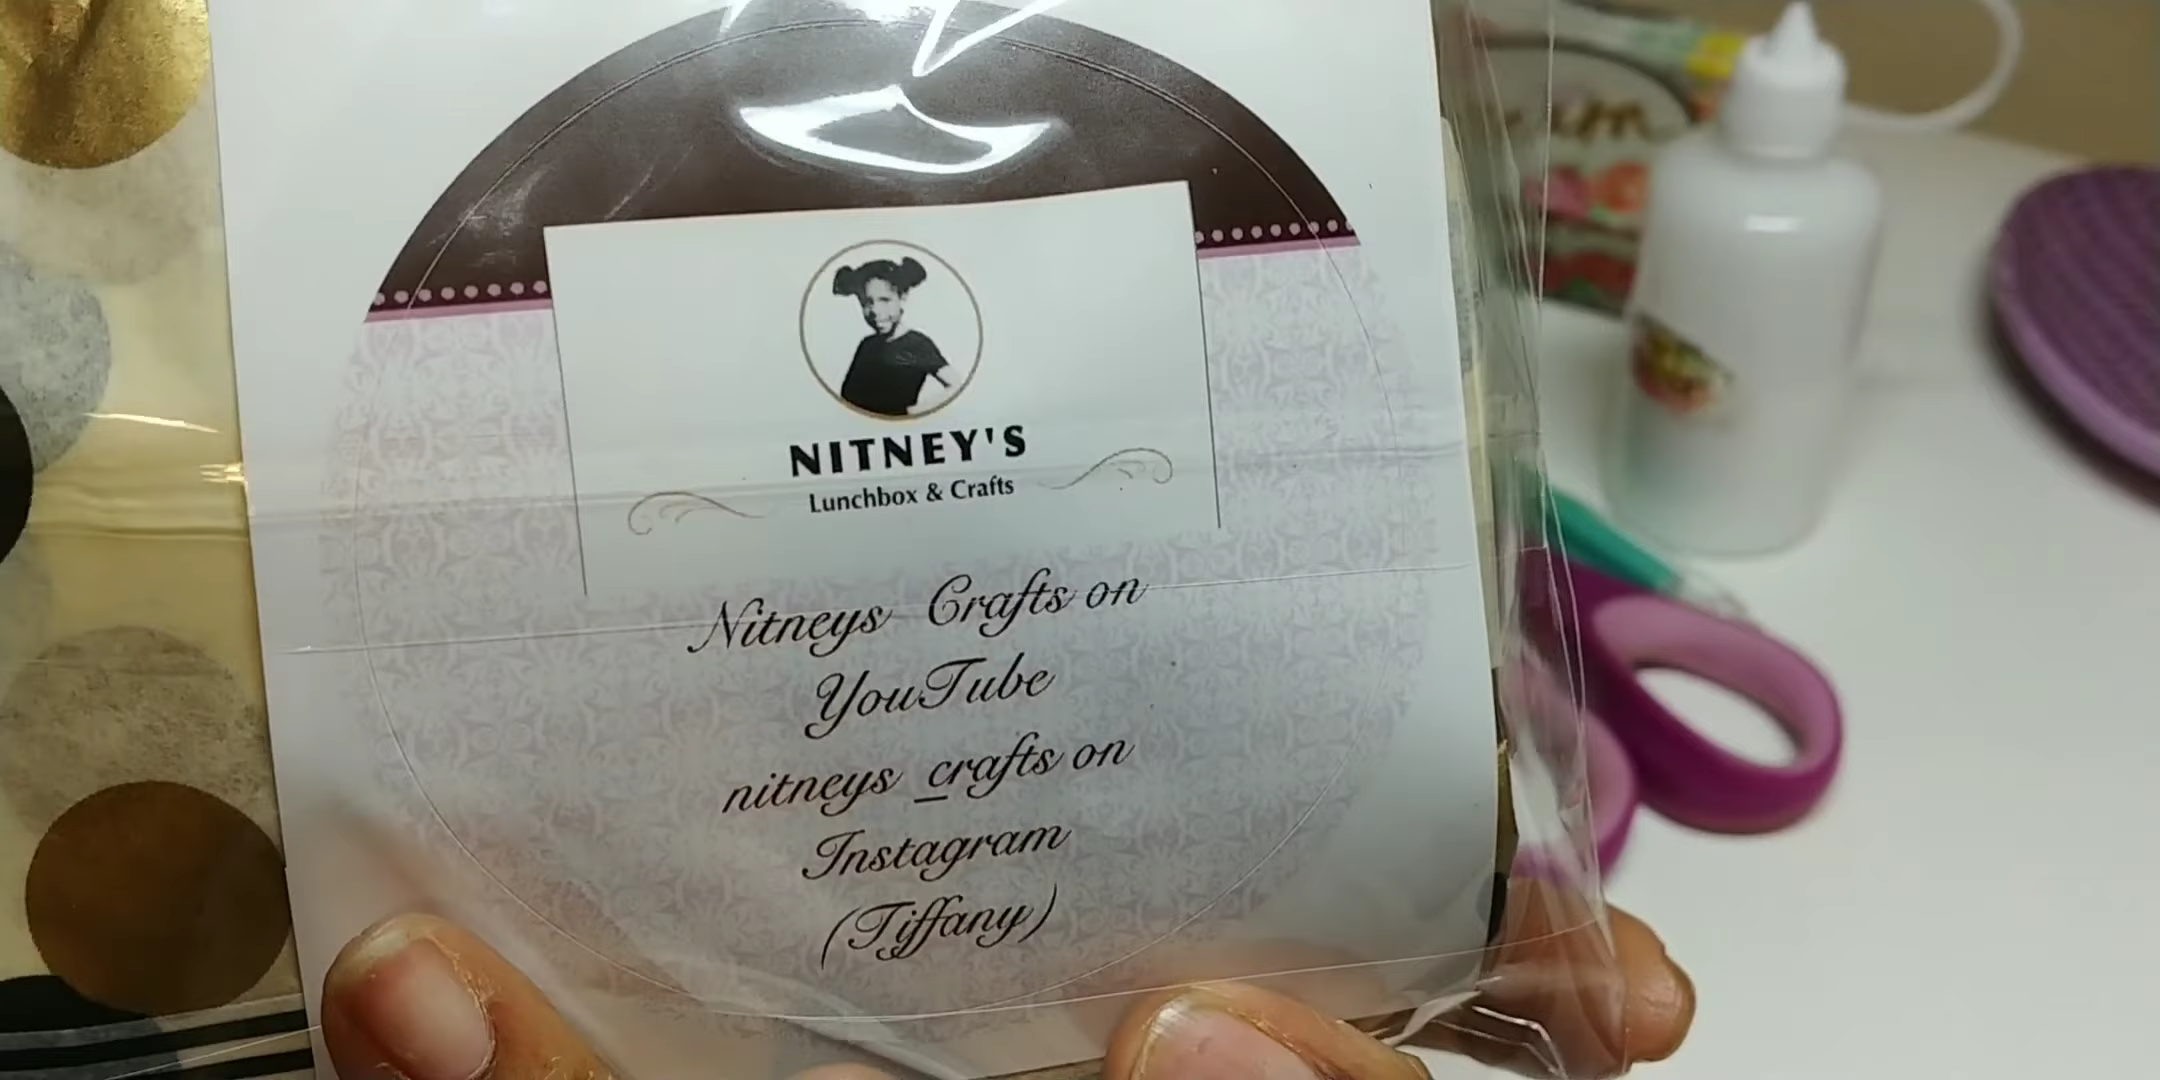 NITNEY'S
Lunchbox & Crafts
Nitneys Crafts on
YouTube
nitneys_crafts on
Instagram
(Tiffany)